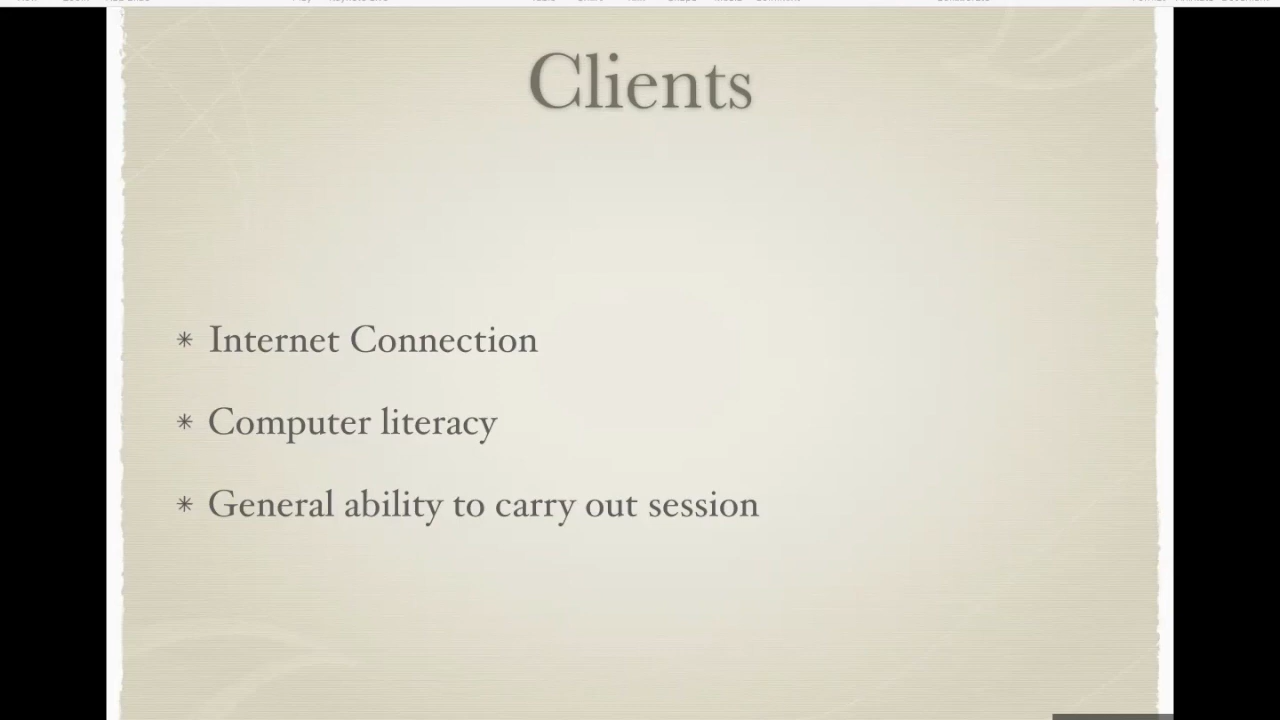 Clients
* Internet Connection
* Computer literacy
* General ability to carry out session